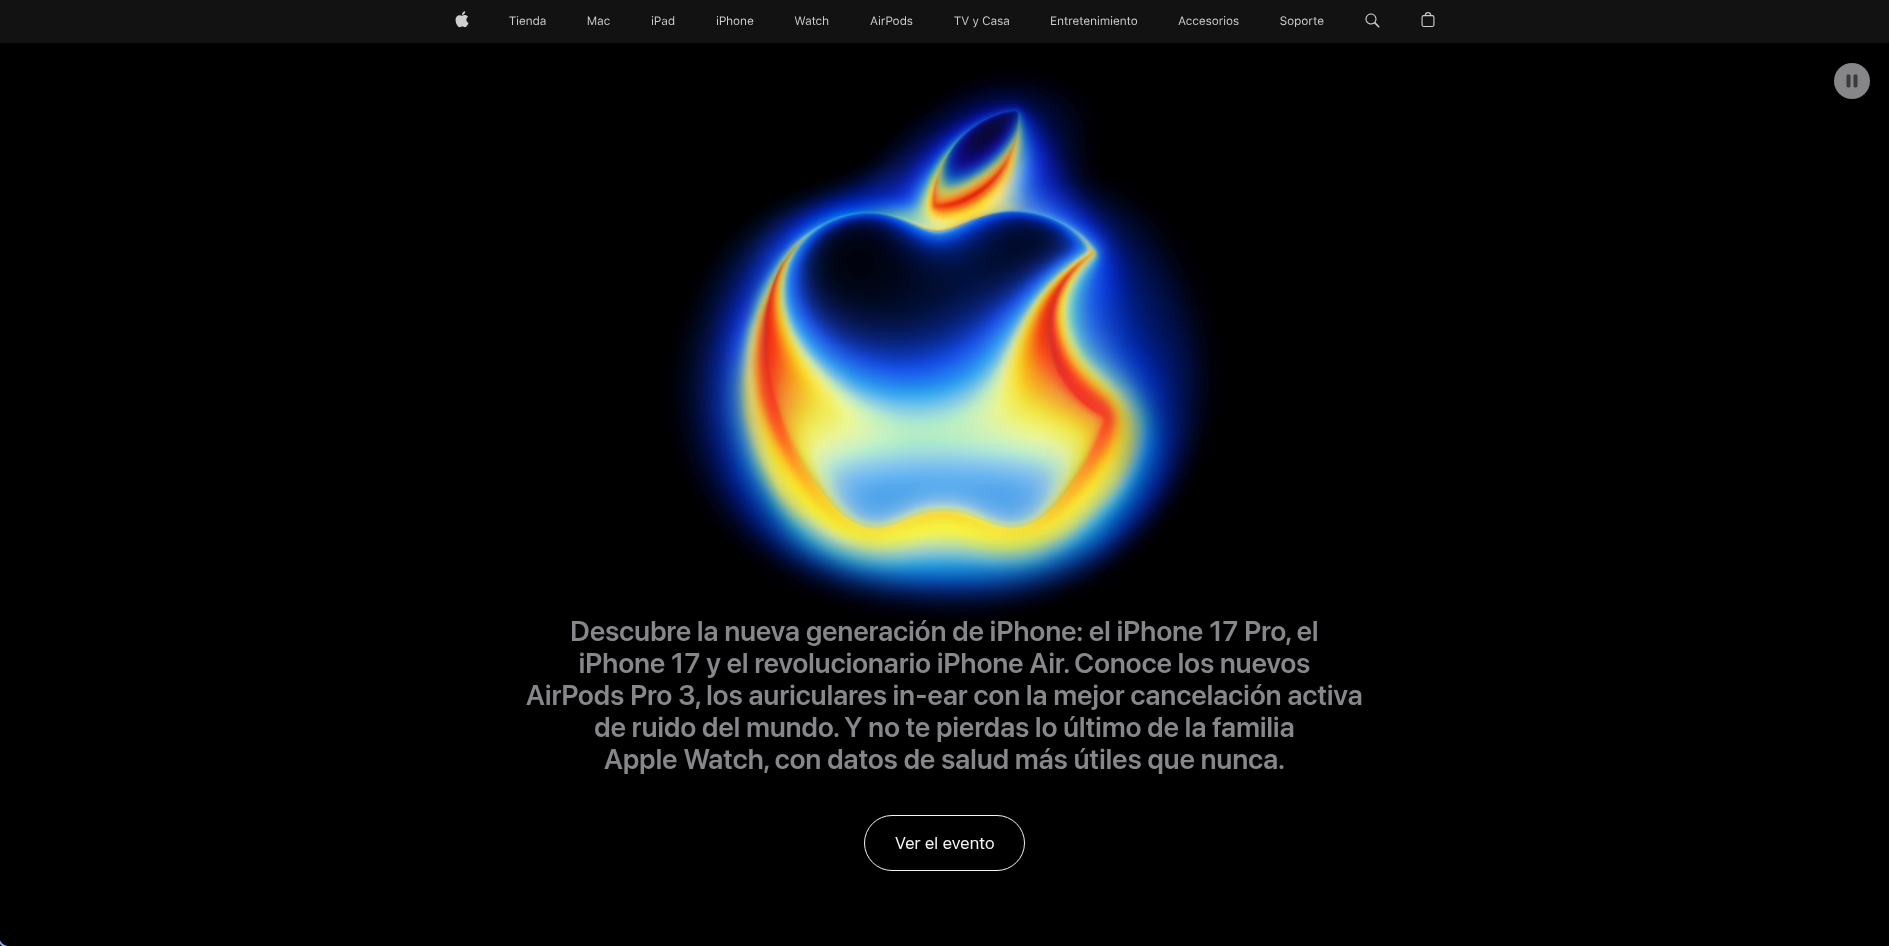 Tienda Mac iPad iPhone Watch AirPods TV y Casa Entretenimiento Accesorios Soporte
Descubre la nueva generación de iPhone: el iPhone 17 Pro, el
iPhone 17 y el revolucionario iPhone Air. Conoce los nuevos
AirPods Pro 3, los auriculares in-ear con la mejor cancelación activa
de ruido del mundo. Y no te pierdas lo último de la familia
Apple Watch, con datos de salud más útiles que nunca.
Ver el evento